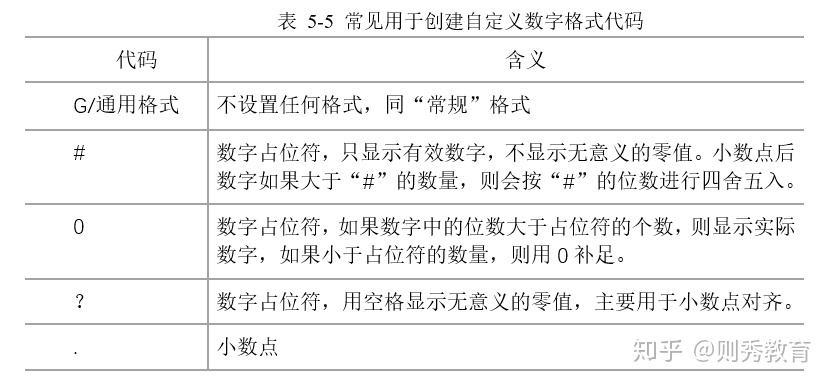 表 5-5 常见用于创建自定义数字格式代码
代码 含义
G/通用格式 不设置任何格式，同“常规”格式
# 数字占位符，只显示有效数字，不显示无意义的零值。小数点后
数字如果大于“#”的数量，则会按“#”的位数进行四舍五入。
0 数字占位符，如果数字中的位数大于占位符的个数，则显示实际
数字，如果小于占位符的数量，则用 0 补足。
？ 数字占位符，用空格显示无意义的零值，主要用于小数点对齐。
. 小数点
知乎 @则秀教育